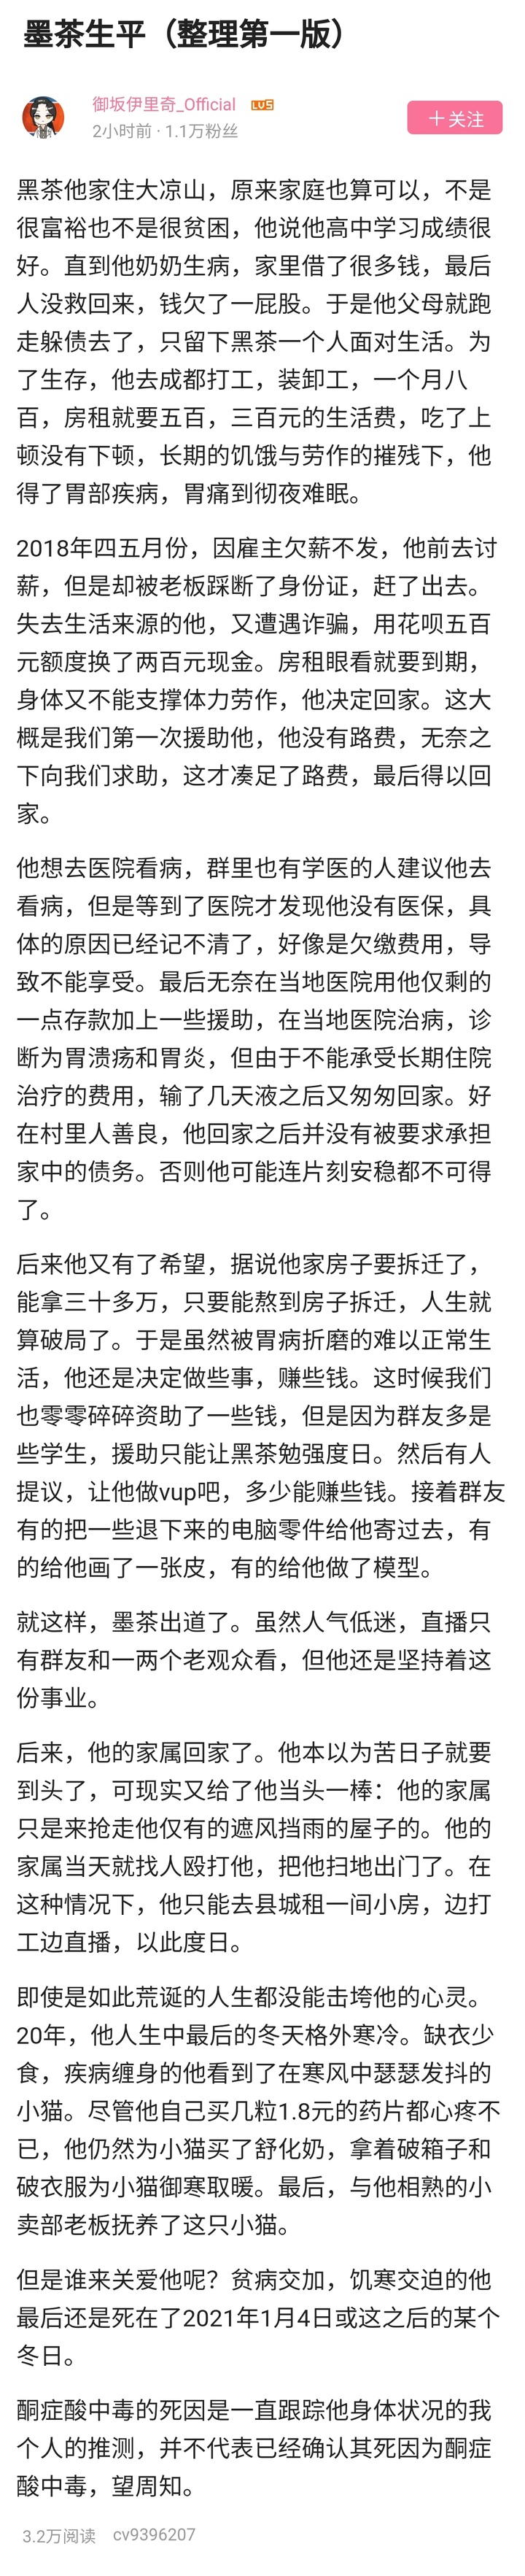 墨茶生平（整理第一版）
御坂伊里奇_Official LV5
2小时前 · 1.1万粉丝
＋关注
黑茶他家住大凉山，原来家庭也算可以，不是
很富裕也不是很贫困，他说他高中学习成绩很
好。直到他奶奶生病，家里借了很多钱，最后
人没救回来，钱欠了一屁股。于是他父母就跑
走躲债去了，只留下黑茶一个人面对生活。为
了生存，他去成都打工，装卸工，一个月八
百，房租就要五百，三百元的生活费，吃了上
顿没有下顿，长期的饥饿与劳作的摧残下，他
得了胃部疾病，胃痛到彻夜难眠。
2018年四五月份，因雇主欠薪不发，他前去讨
薪，但是却被老板踩断了身份证，赶了出去。
失去生活来源的他，又遭遇诈骗，用花呗五百
元额度换了两百元现金。房租眼看就要到期，
身体又不能支撑体力劳作，他决定回家。这大
概是我们第一次援助他，他没有路费，无奈之
下向我们求助，这才凑足了路费，最后得以回
家。
他想去医院看病，群里也有学医的人建议他去
看病，但是等到了医院才发现他没有医保，具
体的原因已经记不清了，好像是欠缴费用，导
致不能享受。最后无奈在当地医院用他仅剩的
一点存款加上一些援助，在当地医院治病，诊
断为胃溃疡和胃炎，但由于不能承受长期住院
治疗的费用，输了几天液之后又匆匆回家。好
在村里人善良，他回家之后并没有被要求承担
家中的债务。否则他可能连片刻安稳都不可得
了。
后来他又有了希望，据说他家房子要拆迁了，
能拿三十多万，只要能熬到房子拆迁，人生就
算破局了。于是虽然被胃病折磨的难以正常生
活，他还是决定做些事，赚些钱。这时候我们
也零零碎碎资助了一些钱，但是因为群友多是
些学生，援助只能让黑茶勉强度日。然后有人
提议，让他做vup吧，多少能赚些钱。接着群友
有的把一些退下来的电脑零件给他寄过去，有
的给他画了一张皮，有的给他做了模型。
就这样，墨茶出道了。虽然人气低迷，直播只
有群友和一两个老观众看，但他还是坚持着这
份事业。
后来，他的家属回家了。他本以为苦日子就要
到头了，可现实又给了他当头一棒：他的家属
只是来抢走他仅有的遮风挡雨的屋子的。他的
家属当天就找人殴打他，把他扫地出门了。在
这种情况下，他只能去县城租一间小房，边打
工边直播，以此度日。
即使是如此荒诞的人生都没能击垮他的心灵。
20年，他人生中最后的冬天格外寒冷。缺衣少
食，疾病缠身的他看到了在寒风中瑟瑟发抖的
小猫。尽管他自己买几粒1.8元的药片都心疼不
已，他仍然为小猫买了舒化奶，拿着破箱子和
破衣服为小猫御寒取暖。最后，与他相熟的小
卖部老板抚养了这只小猫。
但是谁来关爱他呢？贫病交加，饥寒交迫的他
最后还是死在了2021年1月4日或这之后的某个
冬日。
酮症酸中毒的死因是一直跟踪他身体状况的我
个人的推测，并不代表已经确认其死因为酮症
酸中毒，望周知。
3.2万阅读 cv9396207